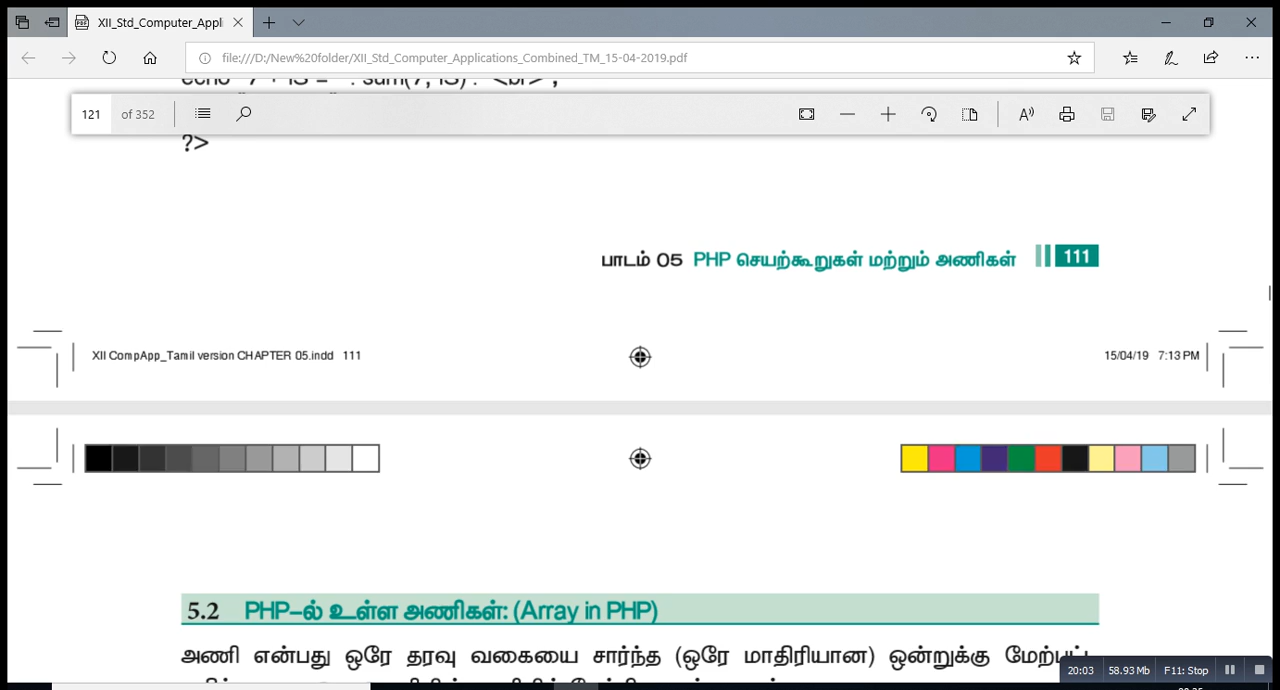 XII_Std_Computer_Appl
file:///D:/New%20folder/XII_Std_Computer_Applications_Combined_TM_15-04-2019.pdf
121 of 352
?>
பாடம் 05 PHP செயற்கூறுகள் மற்றும் அணிகள் 111
XII CompApp_Tamil version CHAPTER 05.indd 111
15/04/19 7:13 PM
5.2 PHP–ல் உள்ள அணிகள்: (Array in PHP)
அணி என்பது ஒரே தரவு வகையை சார்ந்த (ஒரே மாதிரியான) ஒன்றுக்கு
20:03 58.93 Mb F11: Stop